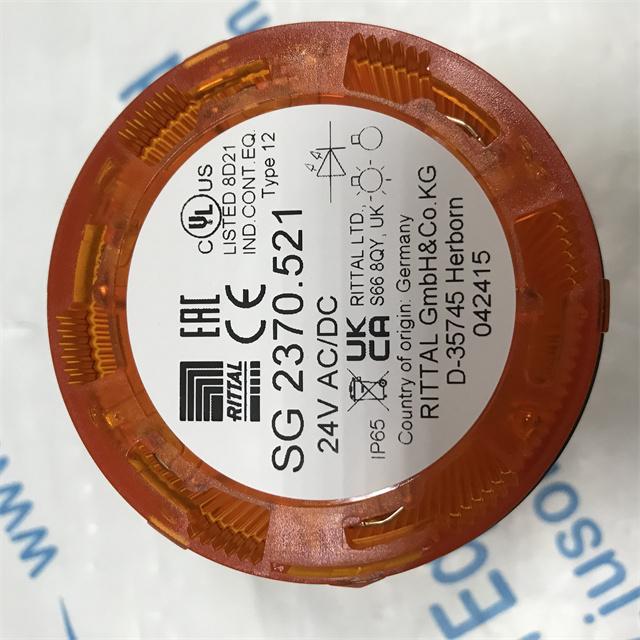 EAC CE
C UL US
LISTED 8D21
IND.CONT.EQ.
Type 12
RITTAL
SG 2370.521
24V AC/DC
UK
CA
RITTAL LTD,
S66 8QY, UK
IP65
Country of origin: Germany
RITTAL GmbH&Co.KG
D-35745 Herborn
042415
www.